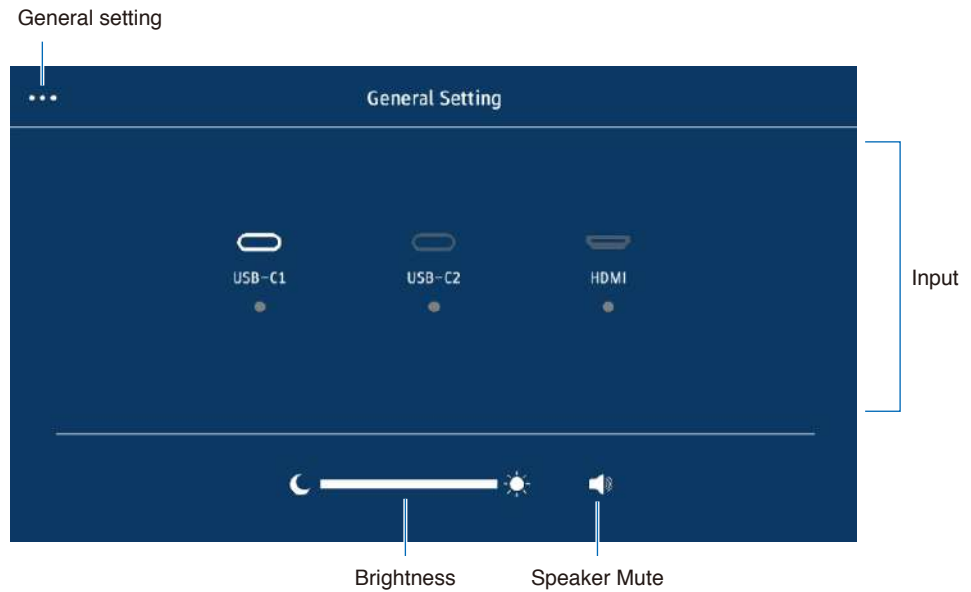 General setting
General Setting
USB-C1
USB-C2
HDMI
Input
Brightness
Speaker Mute